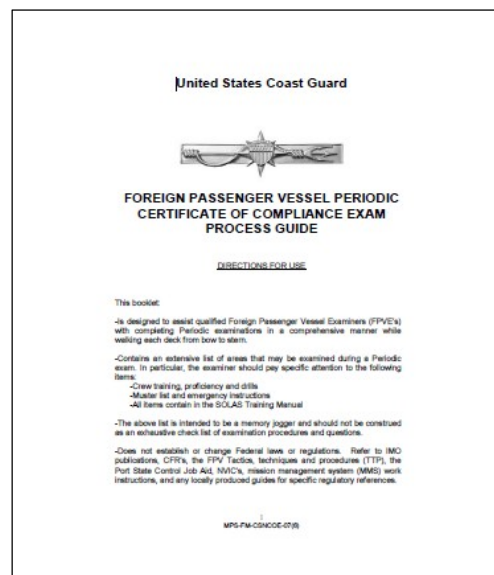 United States Coast Guard
FOREIGN PASSENGER VESSEL PERIODIC
CERTIFICATE OF COMPLIANCE EXAM
PROCESS GUIDE
DIRECTIONS FOR USE
This booklet:
-Is designed to assist qualified Foreign Passenger Vessel Examiners (FPVE's)
with completing Periodic examinations in a comprehensive manner while
walking each deck from bow to stern.
-Contains an extensive list of areas that may be examined during a Periodic
exam. In particular, the examiner should pay specific attention to the following
items:
-Crew training, proficiency and drills
-Muster list and emergency instructions
-All items contain in the SOLAS Training Manual
-The above list is intended to be a memory jogger and should not be construed
as an exhaustive check list of examination procedures and questions.
-Does not establish or change Federal laws or regulations. Refer to IMO
publications, CFR's, the FPV Tactics, techniques and procedures (TTP), the
Port State Control Job Aid, NVIC's, mission management system (MMS) work
instructions, and any locally produced guides for specific regulatory references.
MPS-FM-CSNCOE-07(6)